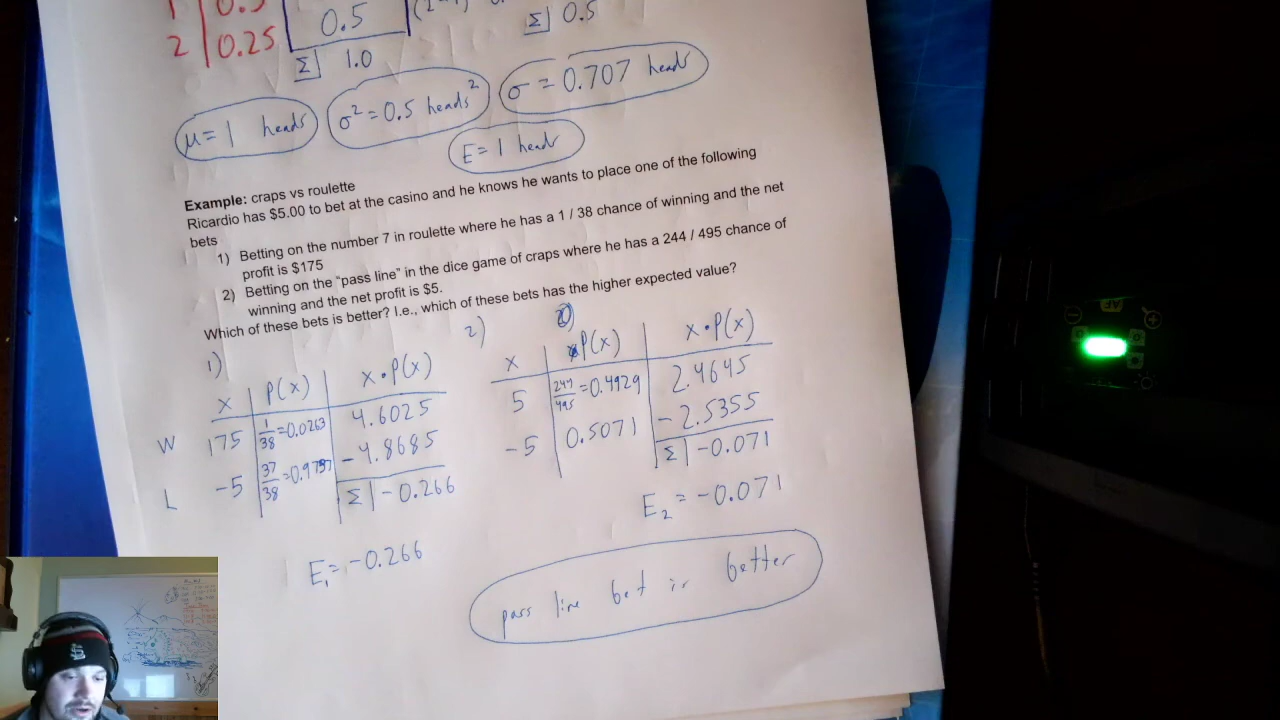 1 | 0.5
2 | 0.25
0.5
Σ | 1.0
Σ | 0.5
μ = 1 heads
σ² = 0.5 heads²
σ = 0.707 heads
E = 1 heads
Example: craps vs roulette
Ricardio has $5.00 to bet at the casino and he knows he wants to place one of the following
bets
1) Betting on the number 7 in roulette where he has a 1 / 38 chance of winning and the net
profit is $175
2) Betting on the “pass line” in the dice game of craps where he has a 244 / 495 chance of
winning and the net profit is $5.
Which of these bets is better? I.e., which of these bets has the higher expected value?
1)
x | P(x) | x•P(x)
W 175 | 1/38 = 0.0263 | 4.6025
L -5 | 37/38 = 0.9737 | -4.8685
Σ | -0.266
E₁ = -0.266
2)
x | P(x) | x•P(x)
5 | 244/495 = 0.4929 | 2.4645
-5 | 0.5071 | -2.5355
Σ | -0.071
E₂ = -0.071
pass line bet is better
AF